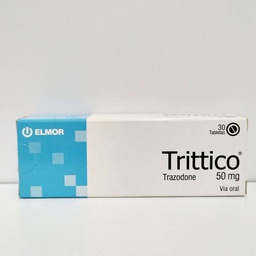 ELMOR
30
Tabletas
Trittico®
Trazodone 50 mg
Vía oral